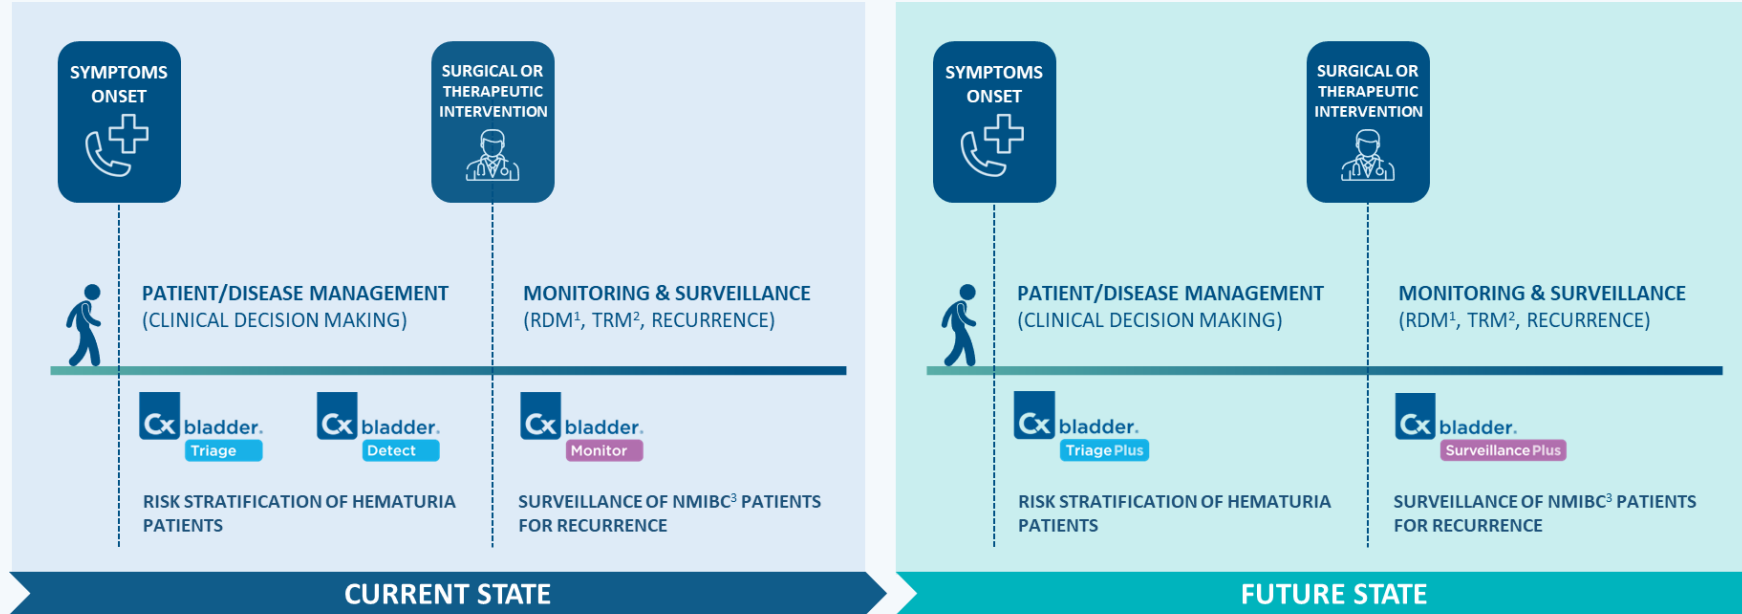 SYMPTOMS
ONSET
SURGICAL OR
THERAPEUTIC
INTERVENTION
PATIENT/DISEASE MANAGEMENT
(CLINICAL DECISION MAKING)
MONITORING & SURVEILLANCE
(RDM¹, TRM², RECURRENCE)
Cx bladder.
Triage
Cx bladder.
Detect
Cx bladder.
Monitor
RISK STRATIFICATION OF HEMATURIA
PATIENTS
SURVEILLANCE OF NMIBC³ PATIENTS
FOR RECURRENCE
CURRENT STATE
SYMPTOMS
ONSET
SURGICAL OR
THERAPEUTIC
INTERVENTION
PATIENT/DISEASE MANAGEMENT
(CLINICAL DECISION MAKING)
MONITORING & SURVEILLANCE
(RDM¹, TRM², RECURRENCE)
Cx bladder.
Triage Plus
Cx bladder.
Surveillance Plus
RISK STRATIFICATION OF HEMATURIA
PATIENTS
SURVEILLANCE OF NMIBC³ PATIENTS
FOR RECURRENCE
FUTURE STATE